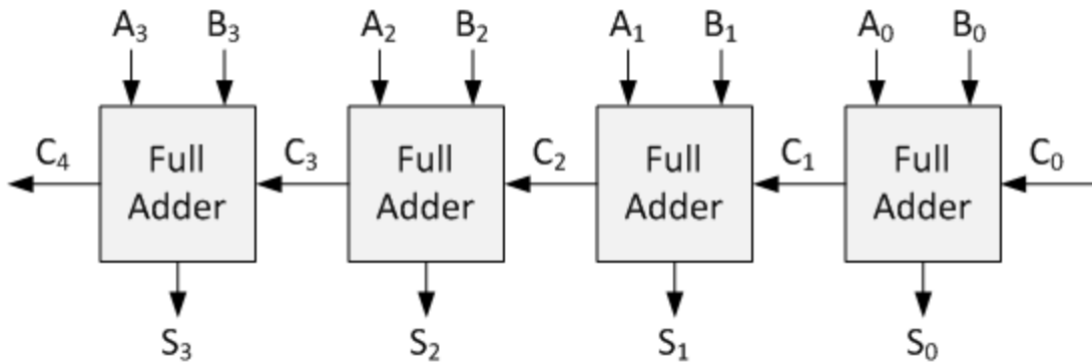 A₃ B₃ A₂ B₂ A₁ B₁ A₀ B₀
C₄ Full Adder C₃ Full Adder C₂ Full Adder C₁ Full Adder C₀
S₃ S₂ S₁ S₀